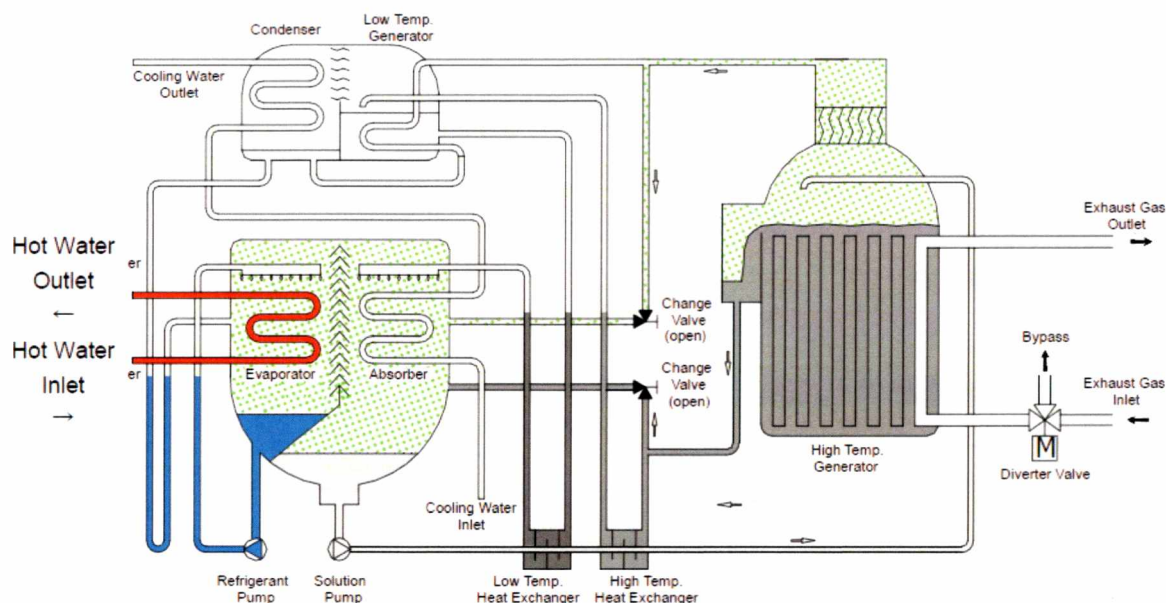 Condenser
Low Temp.
Generator
Cooling Water
Outlet
Hot Water
Outlet
er
←
Hot Water
Inlet
er
→
Evaporator
Absorber
Change
Valve
(open)
Change
Valve
(open)
Exhaust Gas
Outlet
Bypass
Exhaust Gas
Inlet
M
Diverter Valve
High Temp.
Generator
Cooling Water
Inlet
Refrigerant
Pump
Solution
Pump
Low Temp.
Heat Exchanger
High Temp.
Heat Exchanger